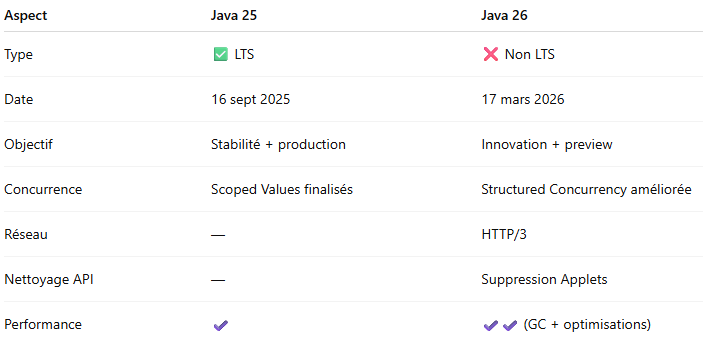 Aspect Java 25 Java 26
Type ✅ LTS ❌ Non LTS
Date 16 sept 2025 17 mars 2026
Objectif Stabilité + production Innovation + preview
Concurrence Scoped Values finalisés Structured Concurrency améliorée
Réseau — HTTP/3
Nettoyage API — Suppression Applets
Performance ✔ ✔✔ (GC + optimisations)